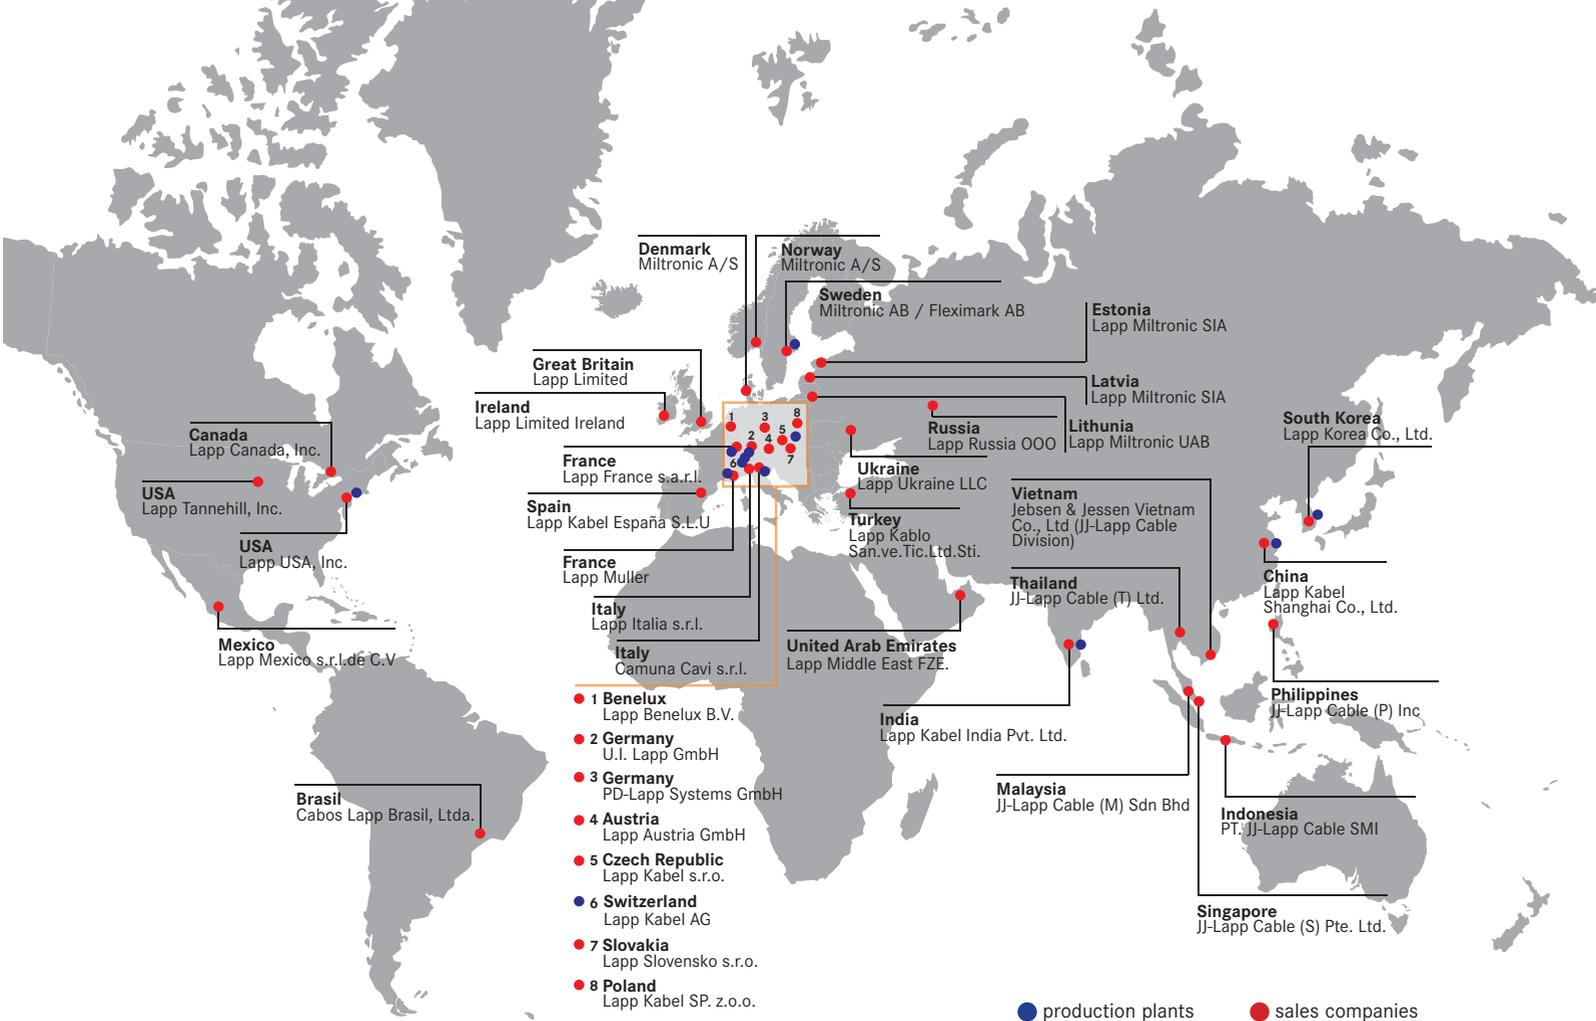 Denmark
Miltronic A/S
Norway
Miltronic A/S
Sweden
Miltronic AB / Fleximark AB
Estonia
Lapp Miltronic SIA
Great Britain
Lapp Limited
Latvia
Lapp Miltronic SIA
Ireland
Lapp Limited Ireland
Russia
Lapp Russia OOO
Lithunia
Lapp Miltronic UAB
South Korea
Lapp Korea Co., Ltd.
Canada
Lapp Canada, Inc.
1
3
8
2
4
5
6
7
France
Lapp France s.a.r.l.
Ukraine
Lapp Ukraine LLC
USA
Lapp Tannehill, Inc.
Spain
Lapp Kabel España S.L.U
Vietnam
Jebsen & Jessen Vietnam
Co., Ltd (JJ-Lapp Cable
Division)
Turkey
Lapp Kablo
San.ve.Tic.Ltd.Sti.
USA
Lapp USA, Inc.
France
Lapp Muller
Thailand
JJ-Lapp Cable (T) Ltd.
China
Lapp Kabel
Shanghai Co., Ltd.
Italy
Lapp Italia s.r.l.
Mexico
Lapp Mexico s.r.l.de C.V
Italy
Camuna Cavi s.r.l.
United Arab Emirates
Lapp Middle East FZE.
Philippines
JJ-Lapp Cable (P) Inc
India
Lapp Kabel India Pvt. Ltd.
1 Benelux
Lapp Benelux B.V.
2 Germany
U.I. Lapp GmbH
3 Germany
PD-Lapp Systems GmbH
4 Austria
Lapp Austria GmbH
5 Czech Republic
Lapp Kabel s.r.o.
6 Switzerland
Lapp Kabel AG
7 Slovakia
Lapp Slovensko s.r.o.
8 Poland
Lapp Kabel SP. z.o.o.
Brasil
Cabos Lapp Brasil, Ltda.
Malaysia
JJ-Lapp Cable (M) Sdn Bhd
Indonesia
PT. JJ-Lapp Cable SMI
Singapore
JJ-Lapp Cable (S) Pte. Ltd.
production plants
sales companies